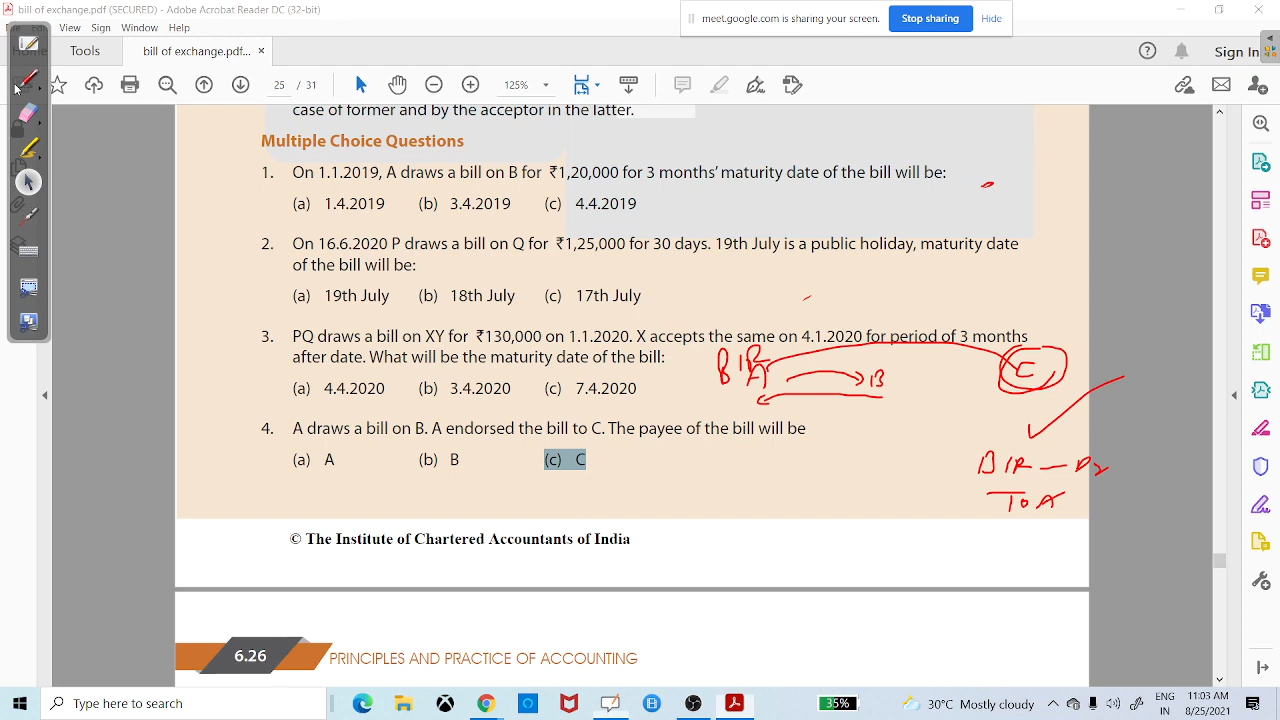 bill of exchange.pdf (SECURED) - Adobe Acrobat Reader DC (32-bit)
meet.google.com is sharing your screen. Stop sharing Hide
View Sign Window Help
Tools bill of exchange.pdf... × Sign In
25 / 31 125%
case of former and by the acceptor in the latter.
Multiple Choice Questions
1. On 1.1.2019, A draws a bill on B for ₹1,20,000 for 3 months' maturity date of the bill will be:
(a) 1.4.2019 (b) 3.4.2019 (c) 4.4.2019
2. On 16.6.2020 P draws a bill on Q for ₹1,25,000 for 30 days. 19th July is a public holiday, maturity date
of the bill will be:
(a) 19th July (b) 18th July (c) 17th July
3. PQ draws a bill on XY for ₹130,000 on 1.1.2020. X accepts the same on 4.1.2020 for period of 3 months
after date. What will be the maturity date of the bill:
B/R
A B C
(a) 4.4.2020 (b) 3.4.2020 (c) 7.4.2020
4. A draws a bill on B. A endorsed the bill to C. The payee of the bill will be
(a) A (b) B (c) C
B/R — Dr
To A
© The Institute of Chartered Accountants of India
6.26 PRINCIPLES AND PRACTICE OF ACCOUNTING
Type here to search
35%
30°C Mostly cloudy
ENG
IN
11:03 AM
8/25/2021